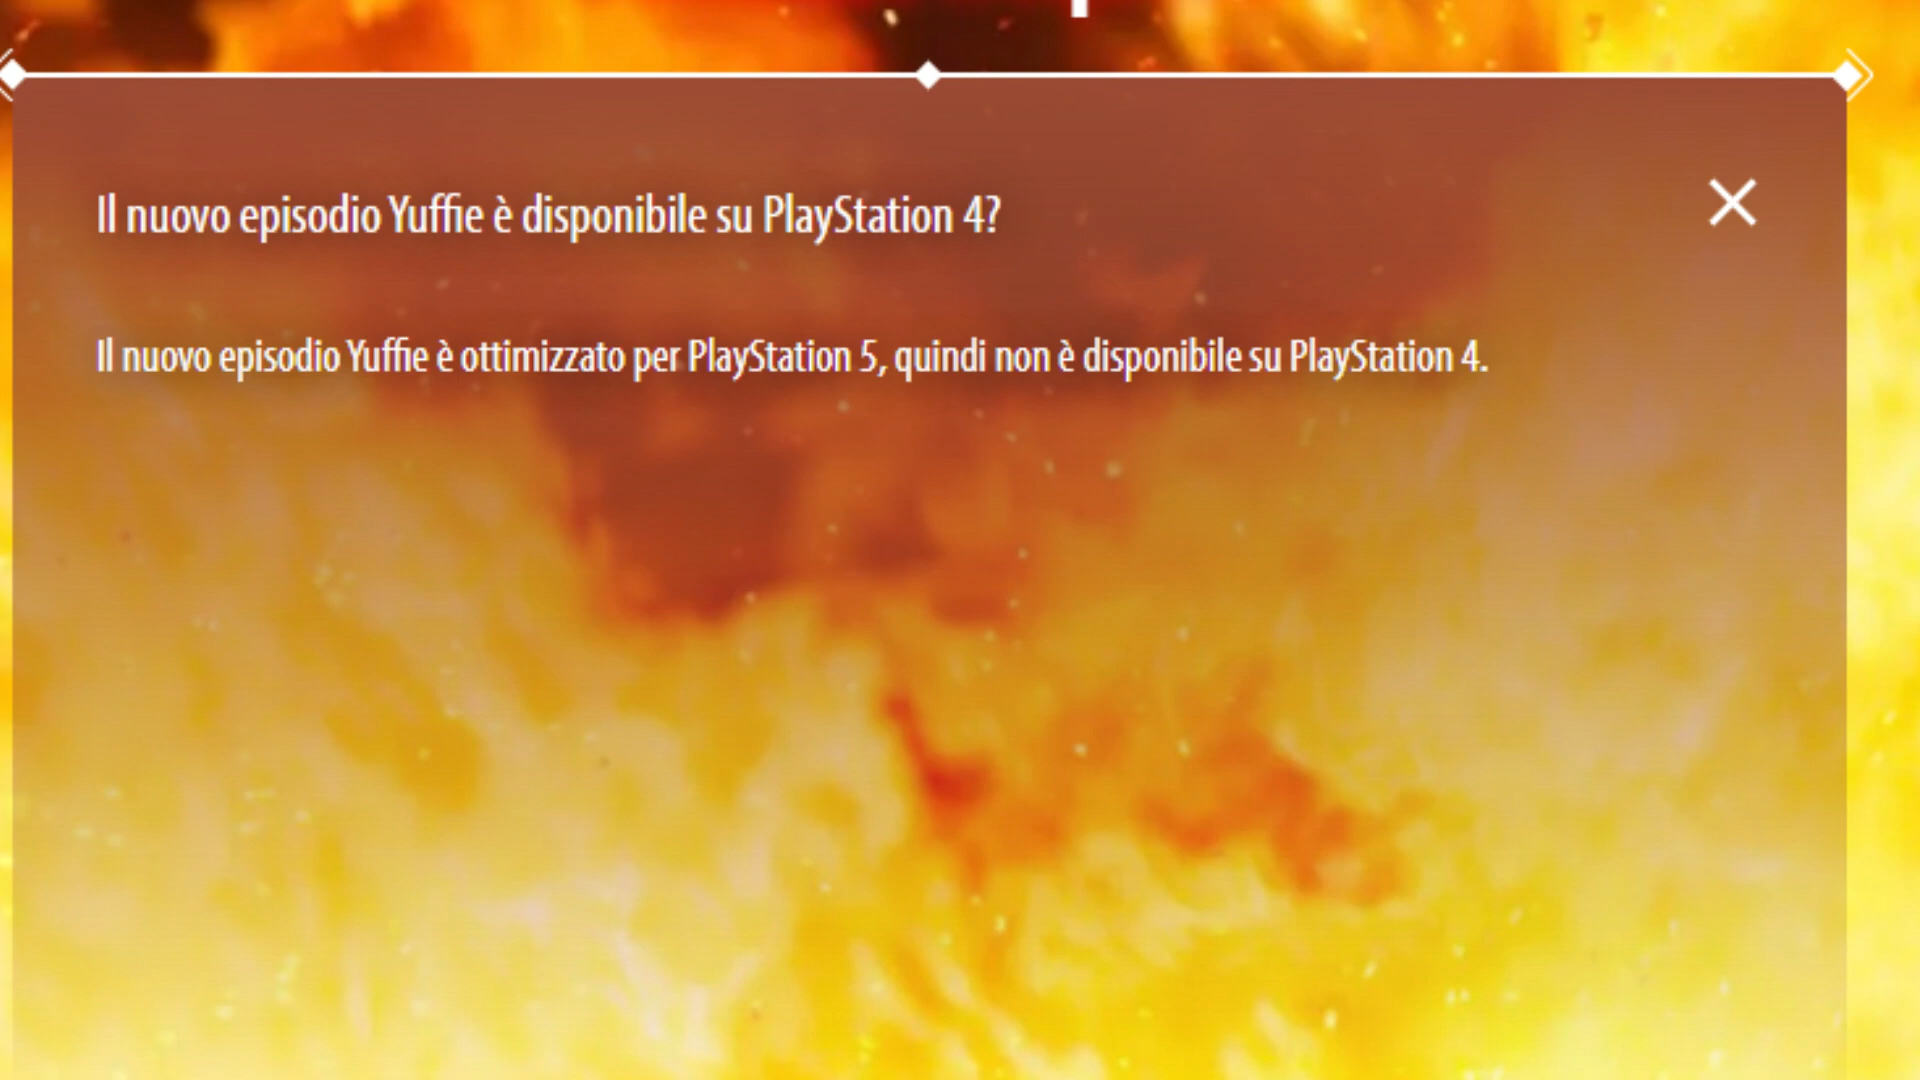 Il nuovo episodio Yuffie è disponibile su PlayStation 4?
Il nuovo episodio Yuffie è ottimizzato per PlayStation 5, quindi non è disponibile su PlayStation 4.